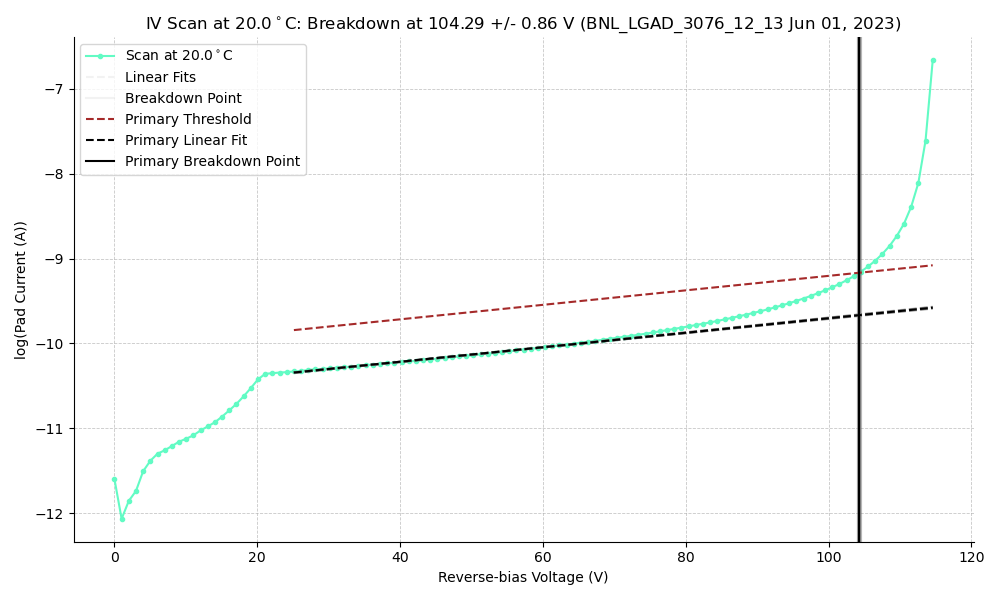 IV Scan at 20.0°C: Breakdown at 104.29 +/- 0.86 V (BNL_LGAD_3076_12_13 Jun 01, 2023)
Scan at 20.0°C
Linear Fits
Breakdown Point
Primary Threshold
Primary Linear Fit
Primary Breakdown Point
log(Pad Current (A))
−7
−8
−9
−10
−11
−12
0 20 40 60 80 100 120
Reverse-bias Voltage (V)